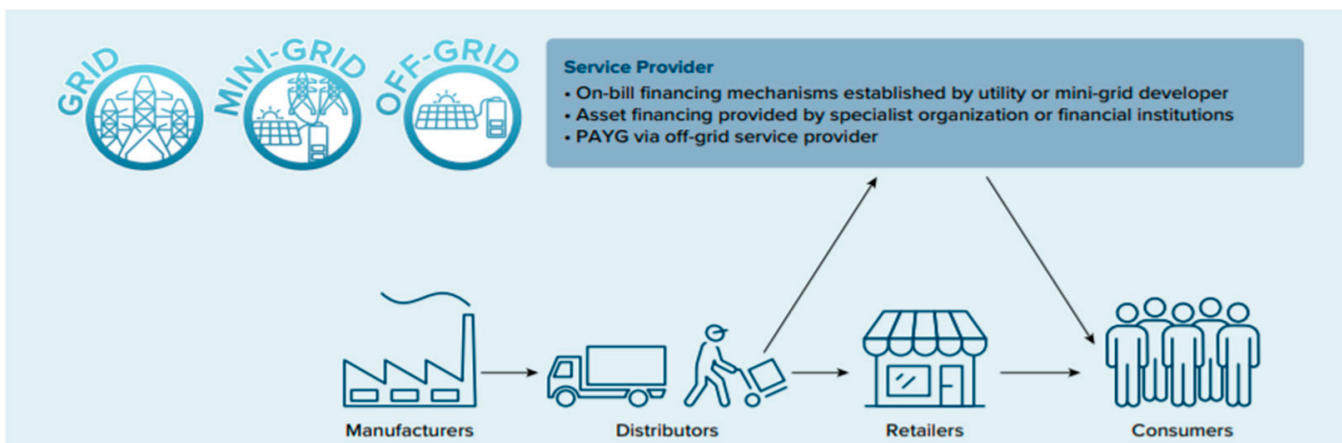 GRID
MINI-GRID
OFF-GRID
Service Provider
• On-bill financing mechanisms established by utility or mini-grid developer
• Asset financing provided by specialist organization or financial institutions
• PAYG via off-grid service provider
Manufacturers
Distributors
Retailers
Consumers